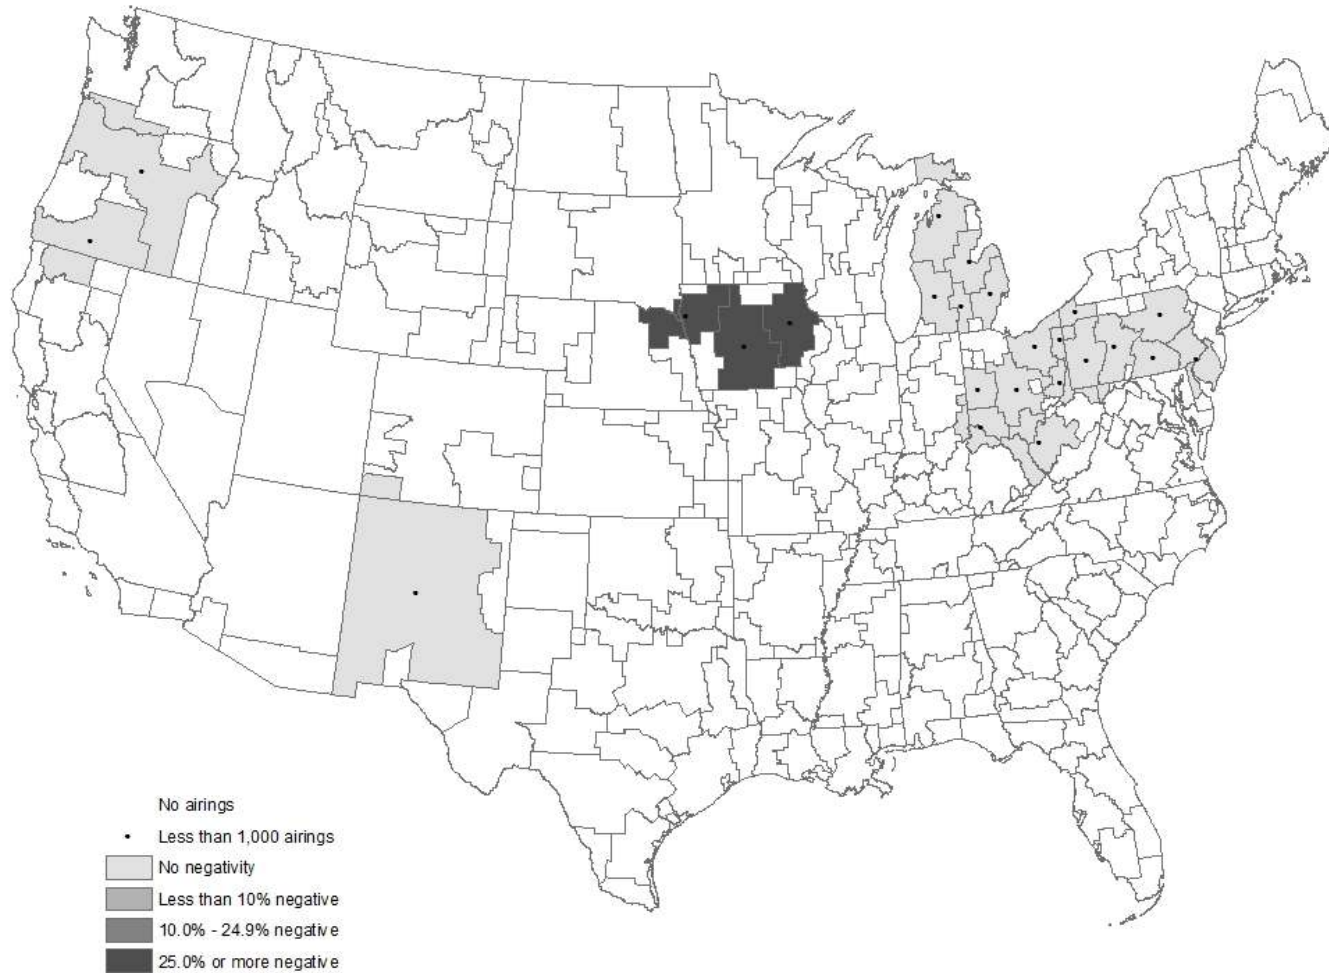 No airings
Less than 1,000 airings
No negativity
Less than 10% negative
10.0% - 24.9% negative
25.0% or more negative